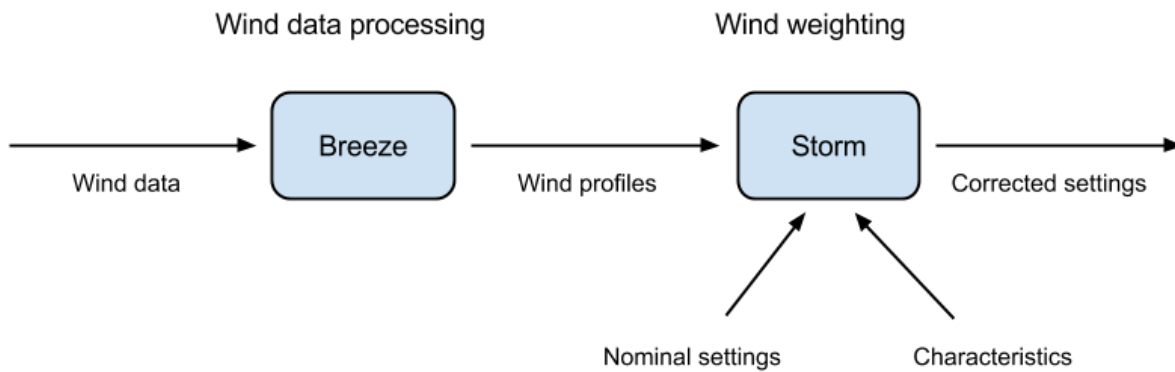 Wind data processing
Wind weighting
Breeze
Storm
Wind data
Wind profiles
Corrected settings
Nominal settings
Characteristics